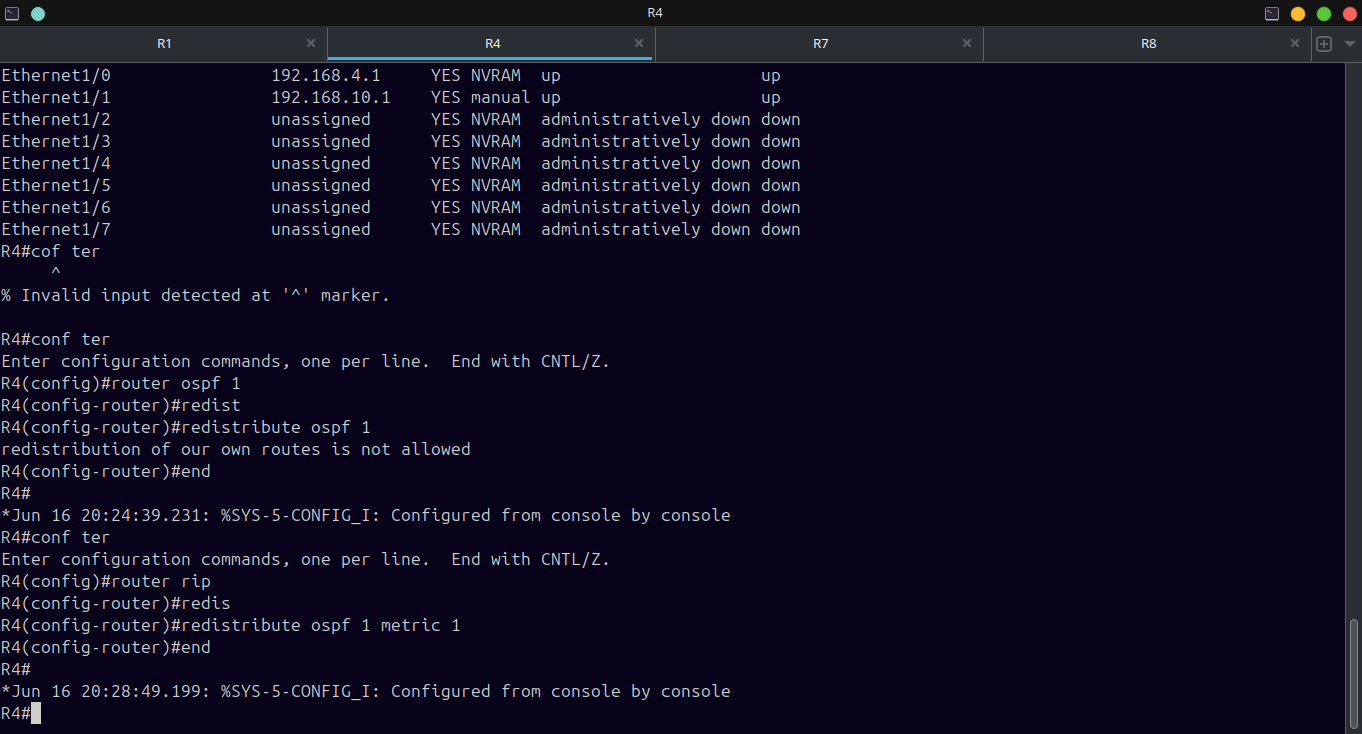 R4
R1 × R4 × R7 × R8 ×
Ethernet1/0                192.168.4.1     YES NVRAM  up                    up
Ethernet1/1                192.168.10.1    YES manual up                    up
Ethernet1/2                unassigned      YES NVRAM  administratively down down
Ethernet1/3                unassigned      YES NVRAM  administratively down down
Ethernet1/4                unassigned      YES NVRAM  administratively down down
Ethernet1/5                unassigned      YES NVRAM  administratively down down
Ethernet1/6                unassigned      YES NVRAM  administratively down down
Ethernet1/7                unassigned      YES NVRAM  administratively down down
R4#cof ter
     ^
% Invalid input detected at '^' marker.

R4#conf ter
Enter configuration commands, one per line.  End with CNTL/Z.
R4(config)#router ospf 1
R4(config-router)#redist
R4(config-router)#redistribute ospf 1
redistribution of our own routes is not allowed
R4(config-router)#end
R4#
*Jun 16 20:24:39.231: %SYS-5-CONFIG_I: Configured from console by console
R4#conf ter
Enter configuration commands, one per line.  End with CNTL/Z.
R4(config)#router rip
R4(config-router)#redis
R4(config-router)#redistribute ospf 1 metric 1
R4(config-router)#end
R4#
*Jun 16 20:28:49.199: %SYS-5-CONFIG_I: Configured from console by console
R4#